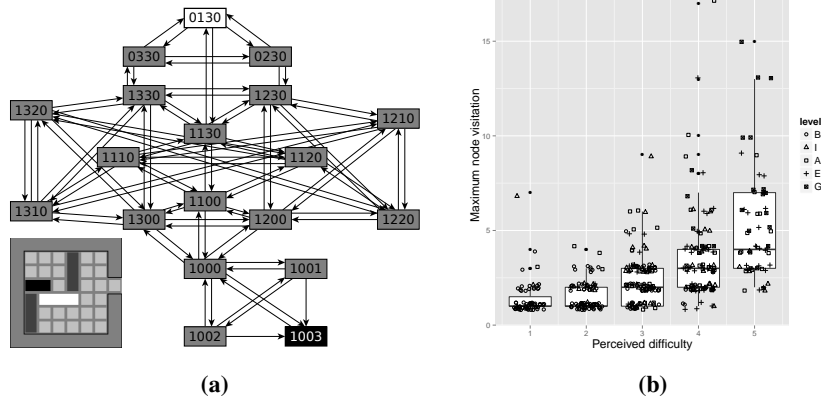 0130
0330 0230
1330 1230
1320
1210
1130
1110 1120
1100
1310 1300 1200 1220
1000 1001
1002 1003
(a)
Maximum node visitation
15
10
5
0
1 2 3 4 5
Perceived difficulty
level
B
I
A
E
G
(b)